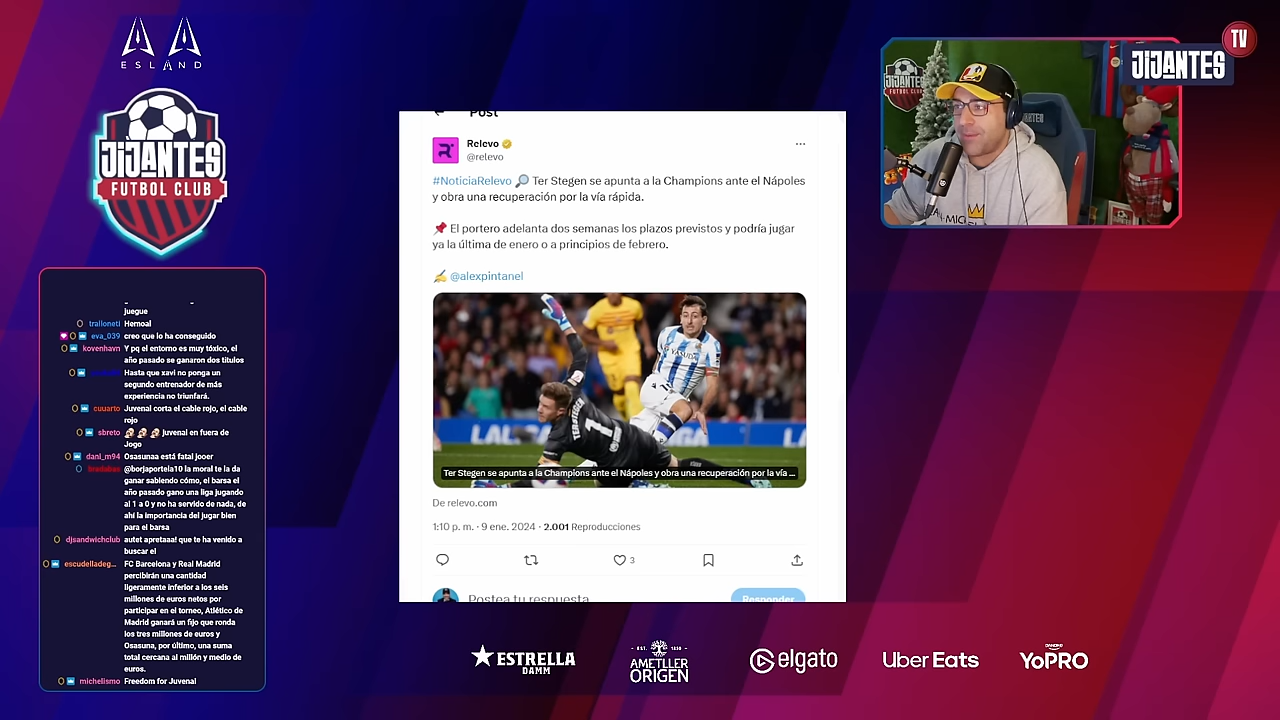 ESLAND
JIJANTES
FUTBOL CLUB
juegue
tralloneti Hernoal
eva_039 creo que lo ha conseguido
kovenhavn Y pq el entorno es muy tóxico, el
año pasado se ganaron dos títulos
Hasta que xavi no ponga un
segundo entrenador de más
experiencia no triunfará.
cuuarto Juvenal corta el cable rojo, el cable
rojo
sbreto juvenal en fuera de
Jogo
dani_m94 Osasunaa está fatal jooer
@borjaportela10 la moral te la da
ganar sabiendo cómo, el barsa el
año pasado gano una liga jugando
al 1 a 0 y no ha servido de nada, de
ahí la importancia del jugar bien
para el barsa
djsandwichclub autet apretaaa! que te ha venido a
buscar el
escudelladeg... FC Barcelona y Real Madrid
percibirán una cantidad
ligeramente inferior a los seis
millones de euros netos por
participar en el torneo, Atlético de
Madrid ganará un fijo que ronda
los tres millones de euros y
Osasuna, por último, una suma
total cercana al millón y medio de
euros.
michelismo Freedom for Juvenal
Post
Relevo
@relevo
#NoticiaRelevo 🔎 Ter Stegen se apunta a la Champions ante el Nápoles
y obra una recuperación por la vía rápida.
📌 El portero adelanta dos semanas los plazos previstos y podría jugar
ya la última de enero o a principios de febrero.
✍️ @alexpintanel
TER STEGEN
1
YASUDA
Ter Stegen se apunta a la Champions ante el Nápoles y obra una recuperación por la vía ...
De relevo.com
1:10 p. m. · 9 ene. 2024 · 2.001 Reproducciones
3
Postea tu respuesta
Responder
JIJANTES
TV
JIJANTES
ESTRELLA
DAMM
EST. 1830
AMETLLER
ORIGEN
elgato
Uber Eats
DANONE
YoPRO